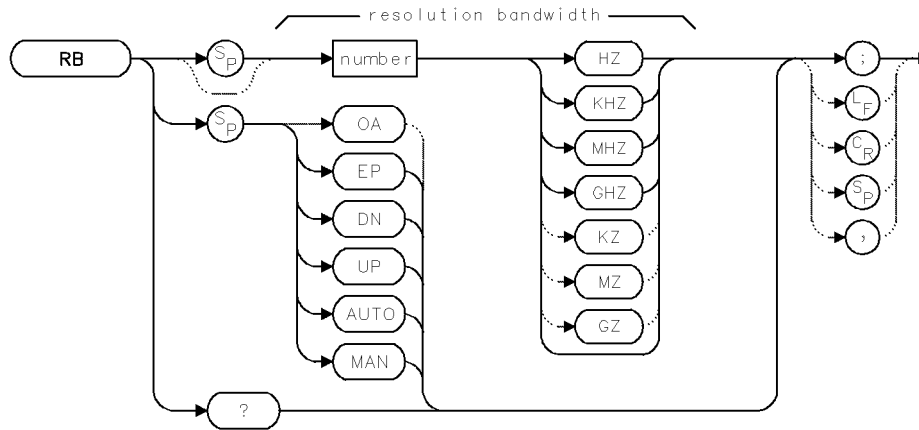 resolution bandwidth
RB
SP
number
HZ
;
KHZ
LF
SP
OA
MHZ
CR
EP
GHZ
SP
DN
KZ
,
UP
MZ
AUTO
GZ
MAN
?